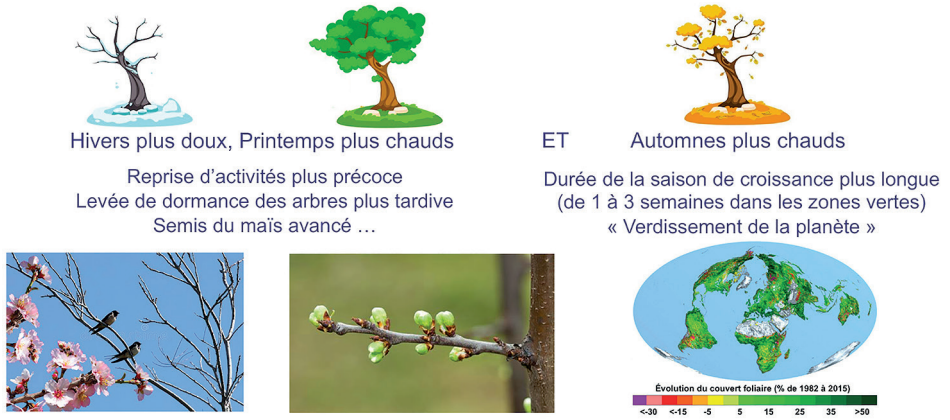 Hivers plus doux, Printemps plus chauds
ET
Automnes plus chauds
Reprise d’activités plus précoce
Levée de dormance des arbres plus tardive
Semis du maïs avancé …
Durée de la saison de croissance plus longue
(de 1 à 3 semaines dans les zones vertes)
« Verdissement de la planète »
Évolution du couvert foliaire (% de 1982 à 2015)
<-30 <-15 -5 5 15 25 35 >50